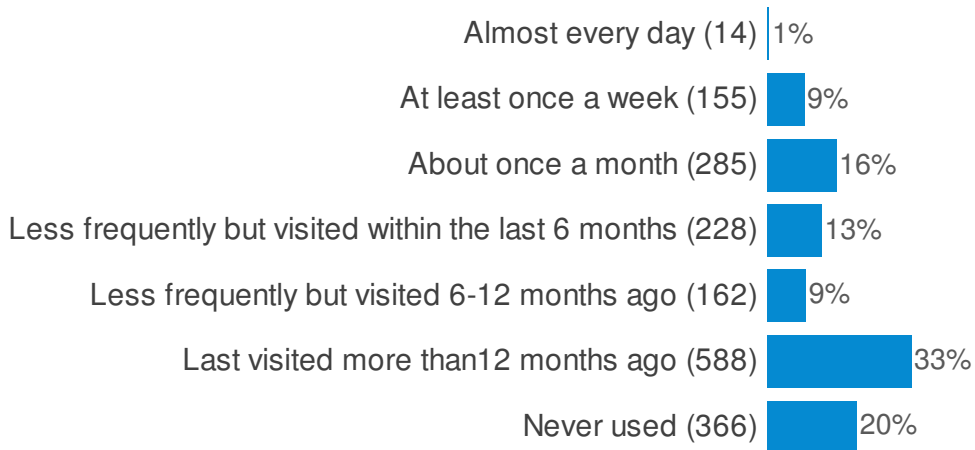 Almost every day (14) 1%
At least once a week (155) 9%
About once a month (285) 16%
Less frequently but visited within the last 6 months (228) 13%
Less frequently but visited 6-12 months ago (162) 9%
Last visited more than12 months ago (588) 33%
Never used (366) 20%